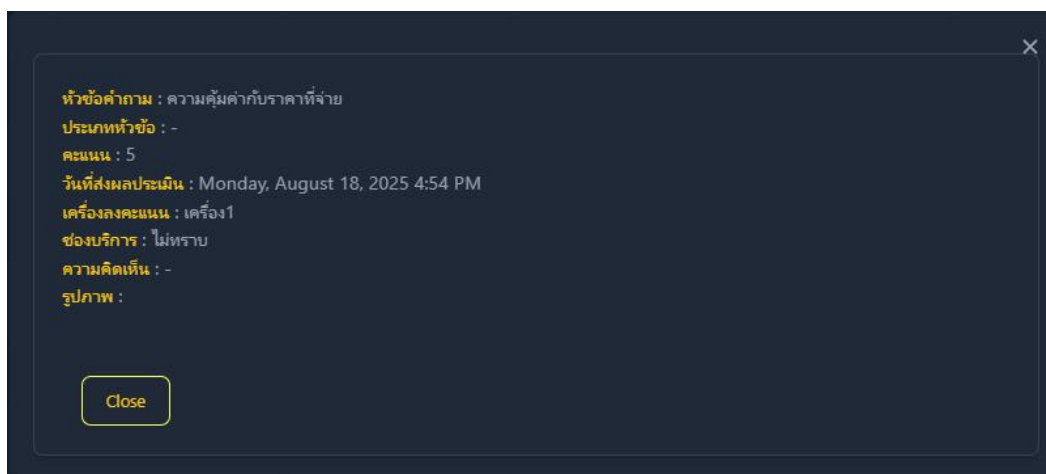 หัวข้อคำถาม : ความคุ้มค่ากับราคาที่จ่าย
ประเภทหัวข้อ : -
คะแนน : 5
วันที่ส่งผลประเมิน : Monday, August 18, 2025 4:54 PM
เครื่องลงคะแนน : เครื่อง1
ช่องบริการ : ไม่ทราบ
ความคิดเห็น : -
รูปภาพ :
Close